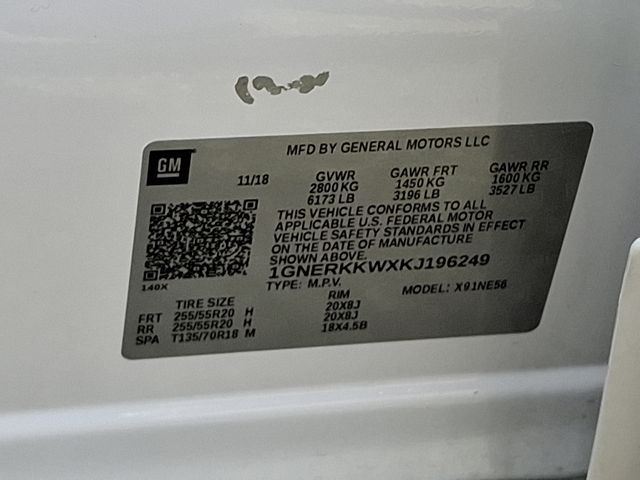 GM
MFD BY GENERAL MOTORS LLC
11/18 GVWR GAWR FRT GAWR RR
2800 KG 1450 KG 1600 KG
6173 LB 3196 LB 3527 LB
THIS VEHICLE CONFORMS TO ALL
APPLICABLE U.S. FEDERAL MOTOR
VEHICLE SAFETY STANDARDS IN EFFECT
ON THE DATE OF MANUFACTURE
SHOWN ABOVE.
1GNERKKWXKJ196249
140X
TYPE: M.P.V. MODEL: X91NE56
TIRE SIZE RIM
FRT 255/55R20 H 20X8J
RR 255/55R20 H 20X8J
SPA T135/70R18 M 18X4.5B